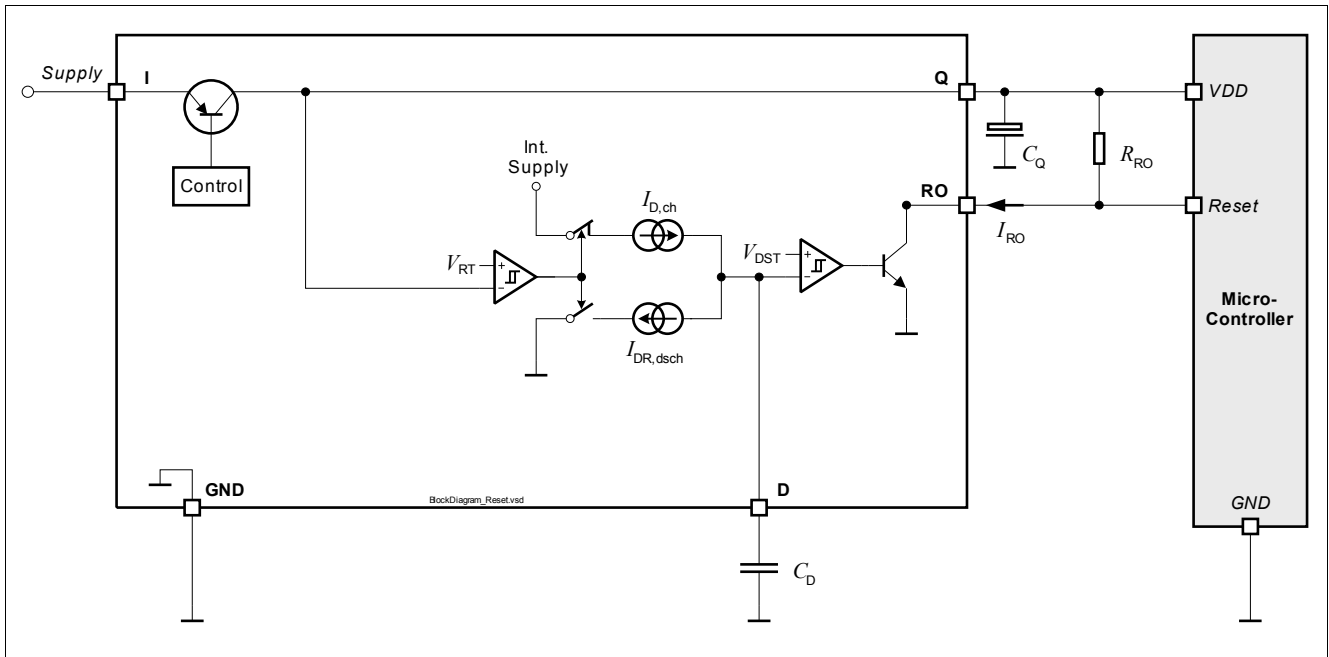 Supply
I
Q
VDD
Control
Int.
Supply
C_Q
R_RO
I_D,ch
RO
Reset
I_RO
V_RT
+
−
V_DST
+
−
I_DR,dsch
Micro-
Controller
GND
BlockDiagram_Reset.vsd
D
GND
C_D